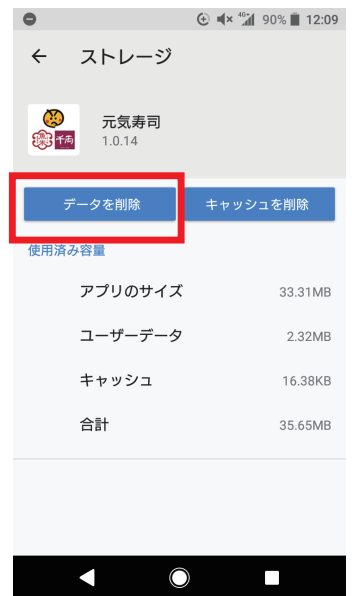 4G+ 90% 12:09
ストレージ
千両
元気寿司
1.0.14
データを削除 キャッシュを削除
使用済み容量
アプリのサイズ 33.31MB
ユーザーデータ 2.32MB
キャッシュ 16.38KB
合計 35.65MB